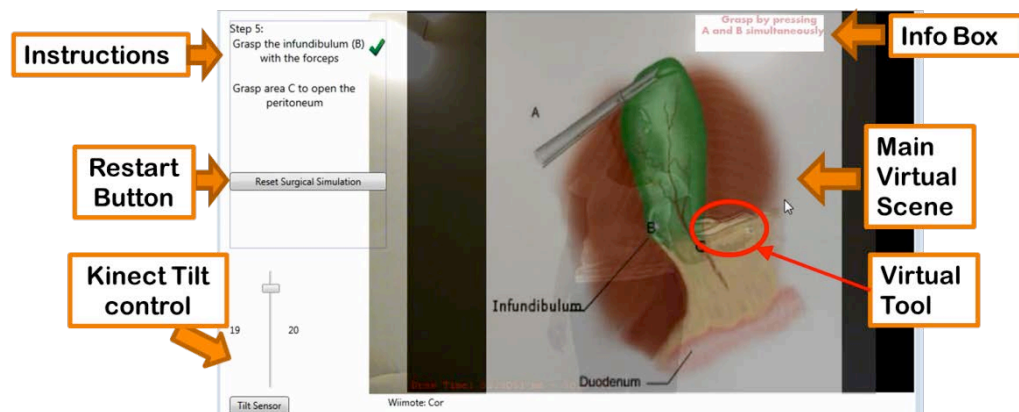 Instructions
Restart
Button
Kinect Tilt
control
Step 5:
Grasp the infundibulum (B)
with the forceps
Grasp area C to open the
peritoneum
Reset Surgical Simulation
19 20
Tilt Sensor
Wiimote: Cor
Grasp by pressing
A and B simultaneously
A
B
C
Infundibulum
Duodenum
Info Box
Main
Virtual
Scene
Virtual
Tool